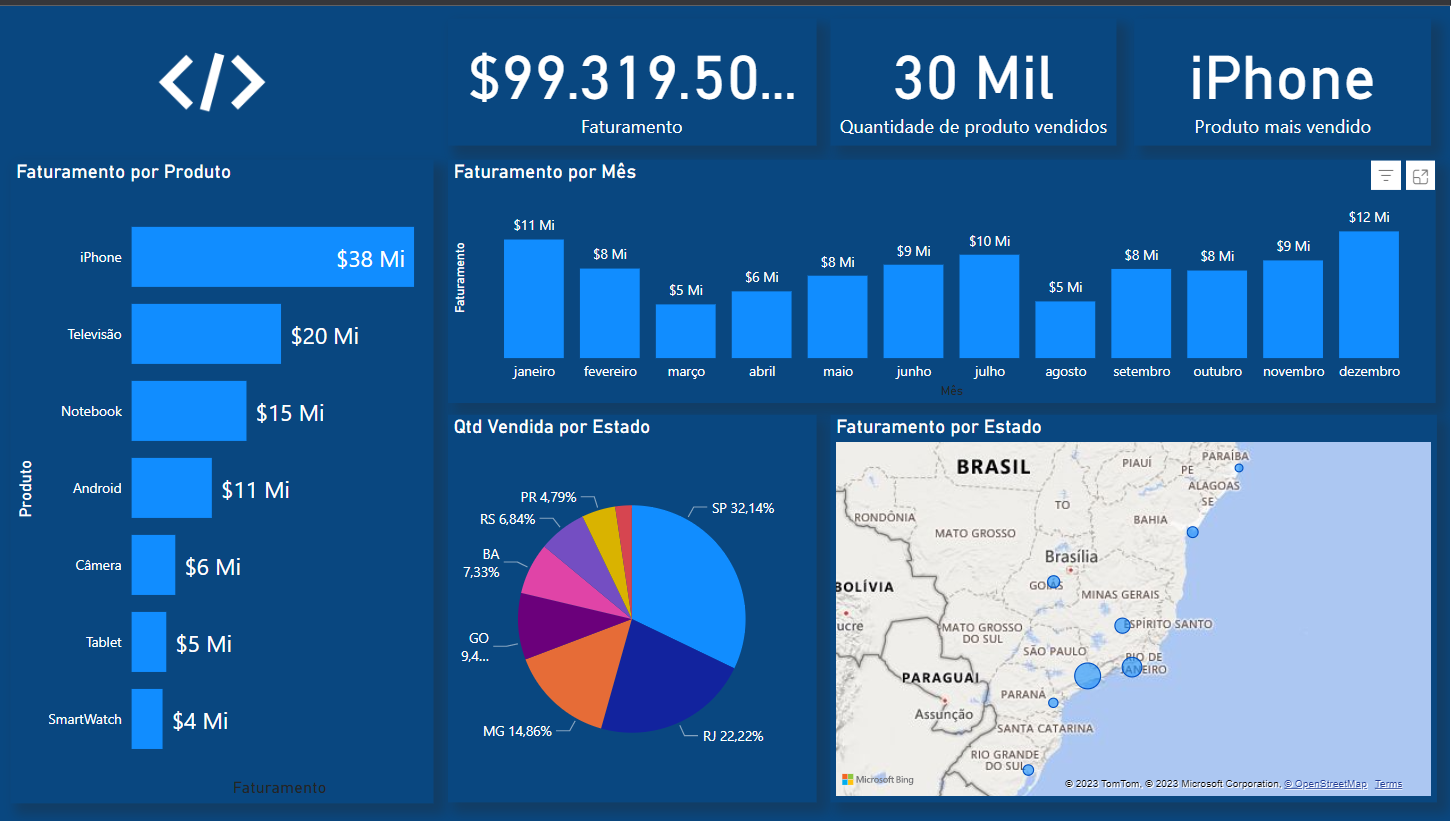 </>
$99.319.50...
Faturamento
30 Mil
Quantidade de produto vendidos
iPhone
Produto mais vendido
Faturamento por Produto
Produto
iPhone
$38 Mi
Televisão
$20 Mi
Notebook
$15 Mi
Android
$11 Mi
Câmera
$6 Mi
Tablet
$5 Mi
SmartWatch
$4 Mi
Faturamento
Faturamento por Mês
Faturamento
$11 Mi
$8 Mi
$5 Mi
$6 Mi
$8 Mi
$9 Mi
$10 Mi
$5 Mi
$8 Mi
$8 Mi
$9 Mi
$12 Mi
janeiro
fevereiro
março
abril
maio
junho
julho
agosto
setembro
outubro
novembro
dezembro
Mês
Qtd Vendida por Estado
SP 32,14%
RJ 22,22%
MG 14,86%
GO
9,4...
BA
7,33%
RS 6,84%
PR 4,79%
Faturamento por Estado
BRASIL
PIAUÍ
PARAÍBA
PE
ALAGOAS
SE
TO
RONDÔNIA
BAHIA
MATO GROSSO
Brasília
GOIÁS
BOLÍVIA
MINAS GERAIS
ucre
ESPÍRITO SANTO
MATO GROSSO
DO SUL
SÃO PAULO
RIO DE
JANEIRO
PARAGUAI
PARANÁ
Assunção
SANTA CATARINA
RIO GRANDE
DO SUL
Microsoft Bing
© 2023 TomTom, © 2023 Microsoft Corporation, © OpenStreetMap Terms